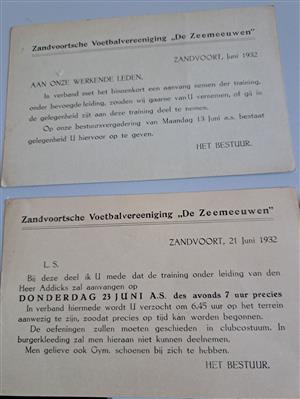 Zandvoortsche Voetbalvereeniging „De Zeemeeuwen"
ZANDVOORT, Juni 1932
AAN ONZE WERKENDE LEDEN,
In verband met het binnenkort een aanvang nemen der training,
onder bevoegde leiding, zouden wij gaarne van U vernemen, of gij in
de gelegenheid zijt aan deze training deel te nemen.
Op onze bestuursvergadering van Maandag 13 Juni a.s. bestaat
gelegenheid U hiervoor op te geven.
HET BESTUUR.
Zandvoortsche Voetbalvereeniging „De Zeemeeuwen"
ZANDVOORT, 21 Juni 1932
L. S.
Bij deze deel ik U mede dat de training onder leiding van den
Heer Addicks zal aanvangen op
DONDERDAG 23 JUNI A.S. des avonds 7 uur precies
In verband hiermede wordt U verzocht om 6.45 uur op het terrein
aanwezig te zijn, zoodat precies op tijd kan worden begonnen.
De oefeningen zullen moeten geschieden in clubcostuum. In
burgerkleeding zal men hieraan niet kunnen deelnemen.
Men gelieve ook Gym. schoenen bij zich te hebben.
HET BESTUUR.